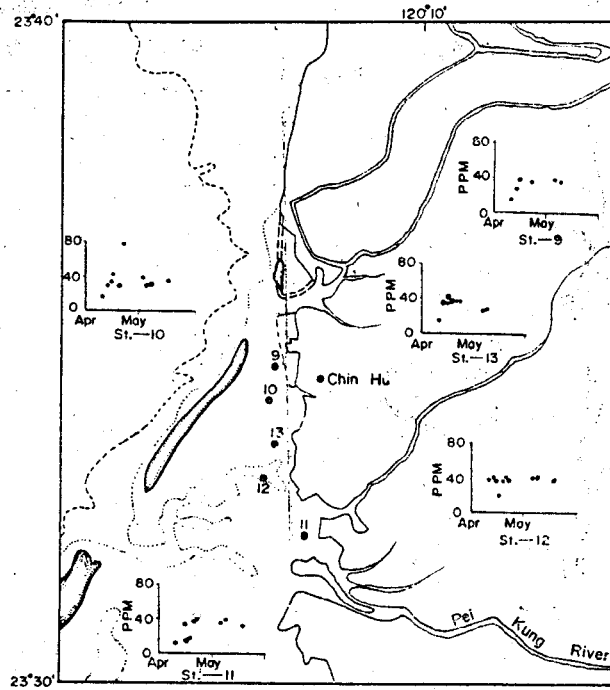 23°40'
120°10'
80
PPM
40
0
Apr
May
St.—9
80
40
0
Apr
May
St.—10
80
PPM
40
0
Apr
May
St.—13
9
10
13
12
11
Chin Hu
80
PPM
40
0
Apr
May
St.—12
80
PPM
40
0
Apr
May
St.—11
Pei Kung River
23°30'